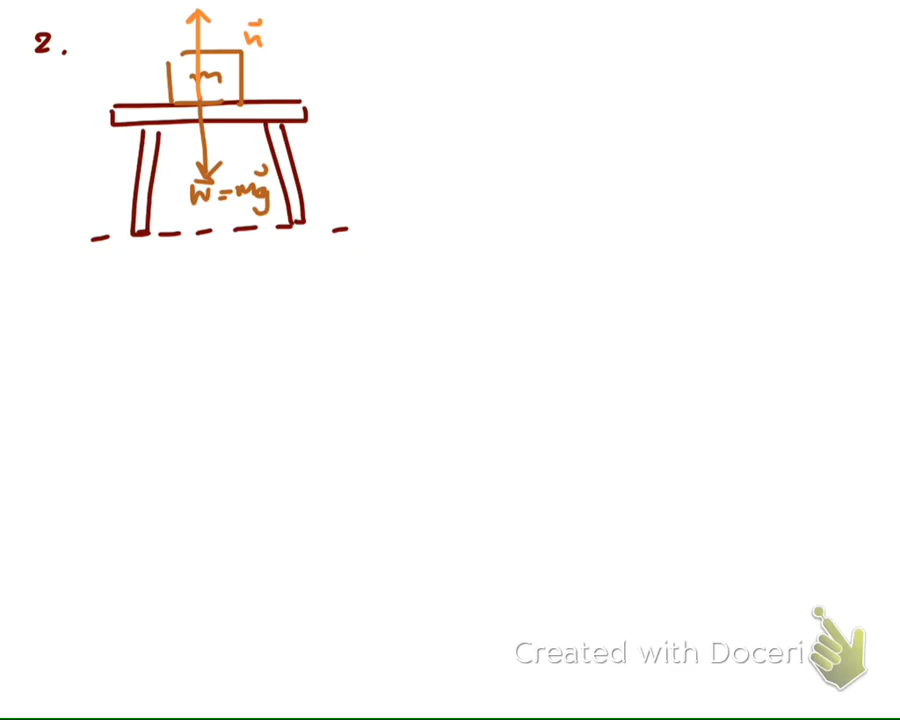 2.
n⃗
m
w⃗ = mg⃗
Created with Doceri